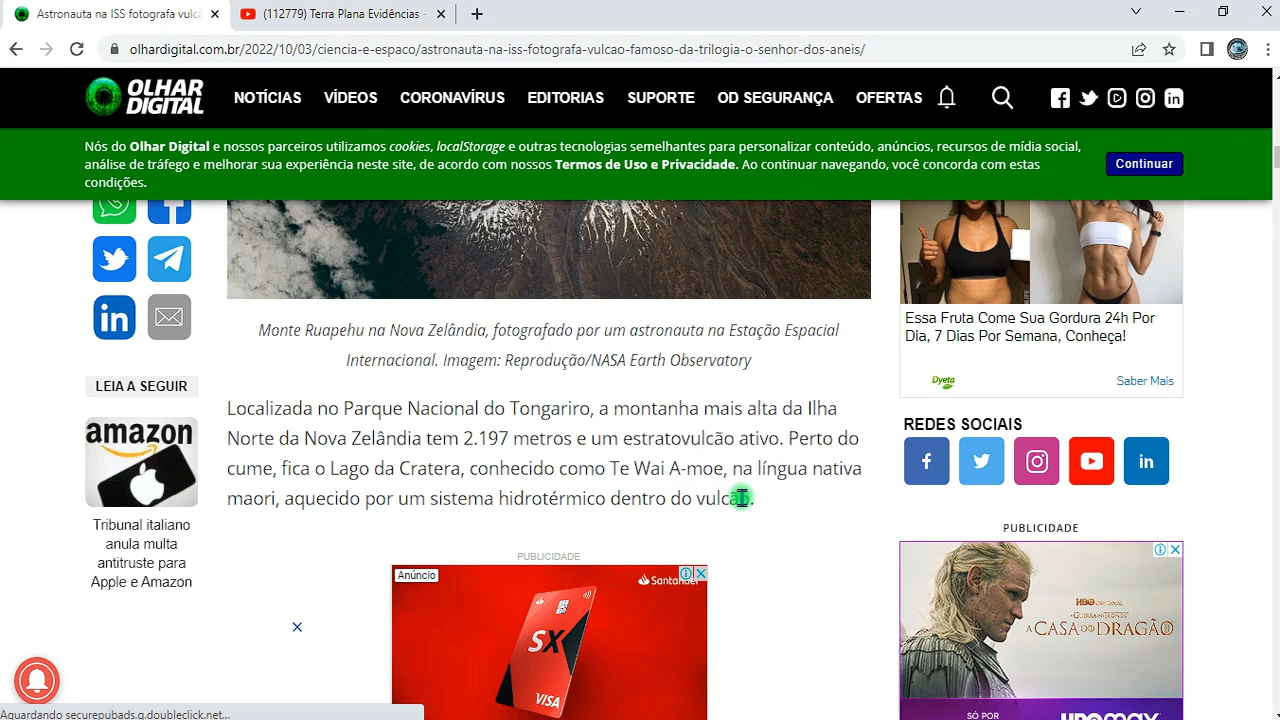 Astronauta na ISS fotografa vulcã
(112779) Terra Plana Evidências -
olhardigital.com.br/2022/10/03/ciencia-e-espaco/astronauta-na-iss-fotografa-vulcao-famoso-da-trilogia-o-senhor-dos-aneis/
OLHAR
DIGITAL
NOTÍCIAS
VÍDEOS
CORONAVÍRUS
EDITORIAS
SUPORTE
OD SEGURANÇA
OFERTAS
Nós do Olhar Digital e nossos parceiros utilizamos cookies, localStorage e outras tecnologias semelhantes para personalizar conteúdo, anúncios, recursos de mídia social,
análise de tráfego e melhorar sua experiência neste site, de acordo com nossos Termos de Uso e Privacidade. Ao continuar navegando, você concorda com estas
condições.
Continuar
Monte Ruapehu na Nova Zelândia, fotografado por um astronauta na Estação Espacial
Internacional. Imagem: Reprodução/NASA Earth Observatory
Localizada no Parque Nacional do Tongariro, a montanha mais alta da Ilha
Norte da Nova Zelândia tem 2.197 metros e um estratovulcão ativo. Perto do
cume, fica o Lago da Cratera, conhecido como Te Wai A-moe, na língua nativa
maori, aquecido por um sistema hidrotérmico dentro do vulcão.
LEIA A SEGUIR
amazon
Tribunal italiano
anula multa
antitruste para
Apple e Amazon
PUBLICIDADE
Anúncio
Santander
SX
VISA
Essa Fruta Come Sua Gordura 24h Por
Dia, 7 Dias Por Semana, Conheça!
Dyeta
Saber Mais
REDES SOCIAIS
PUBLICIDADE
HBO ORIGINAL
A GUERRA DOS TRONOS
A CASA DO DRAGÃO
SÓ POR
HBOMAX
Aguardando securepubads.g.doubleclick.net...